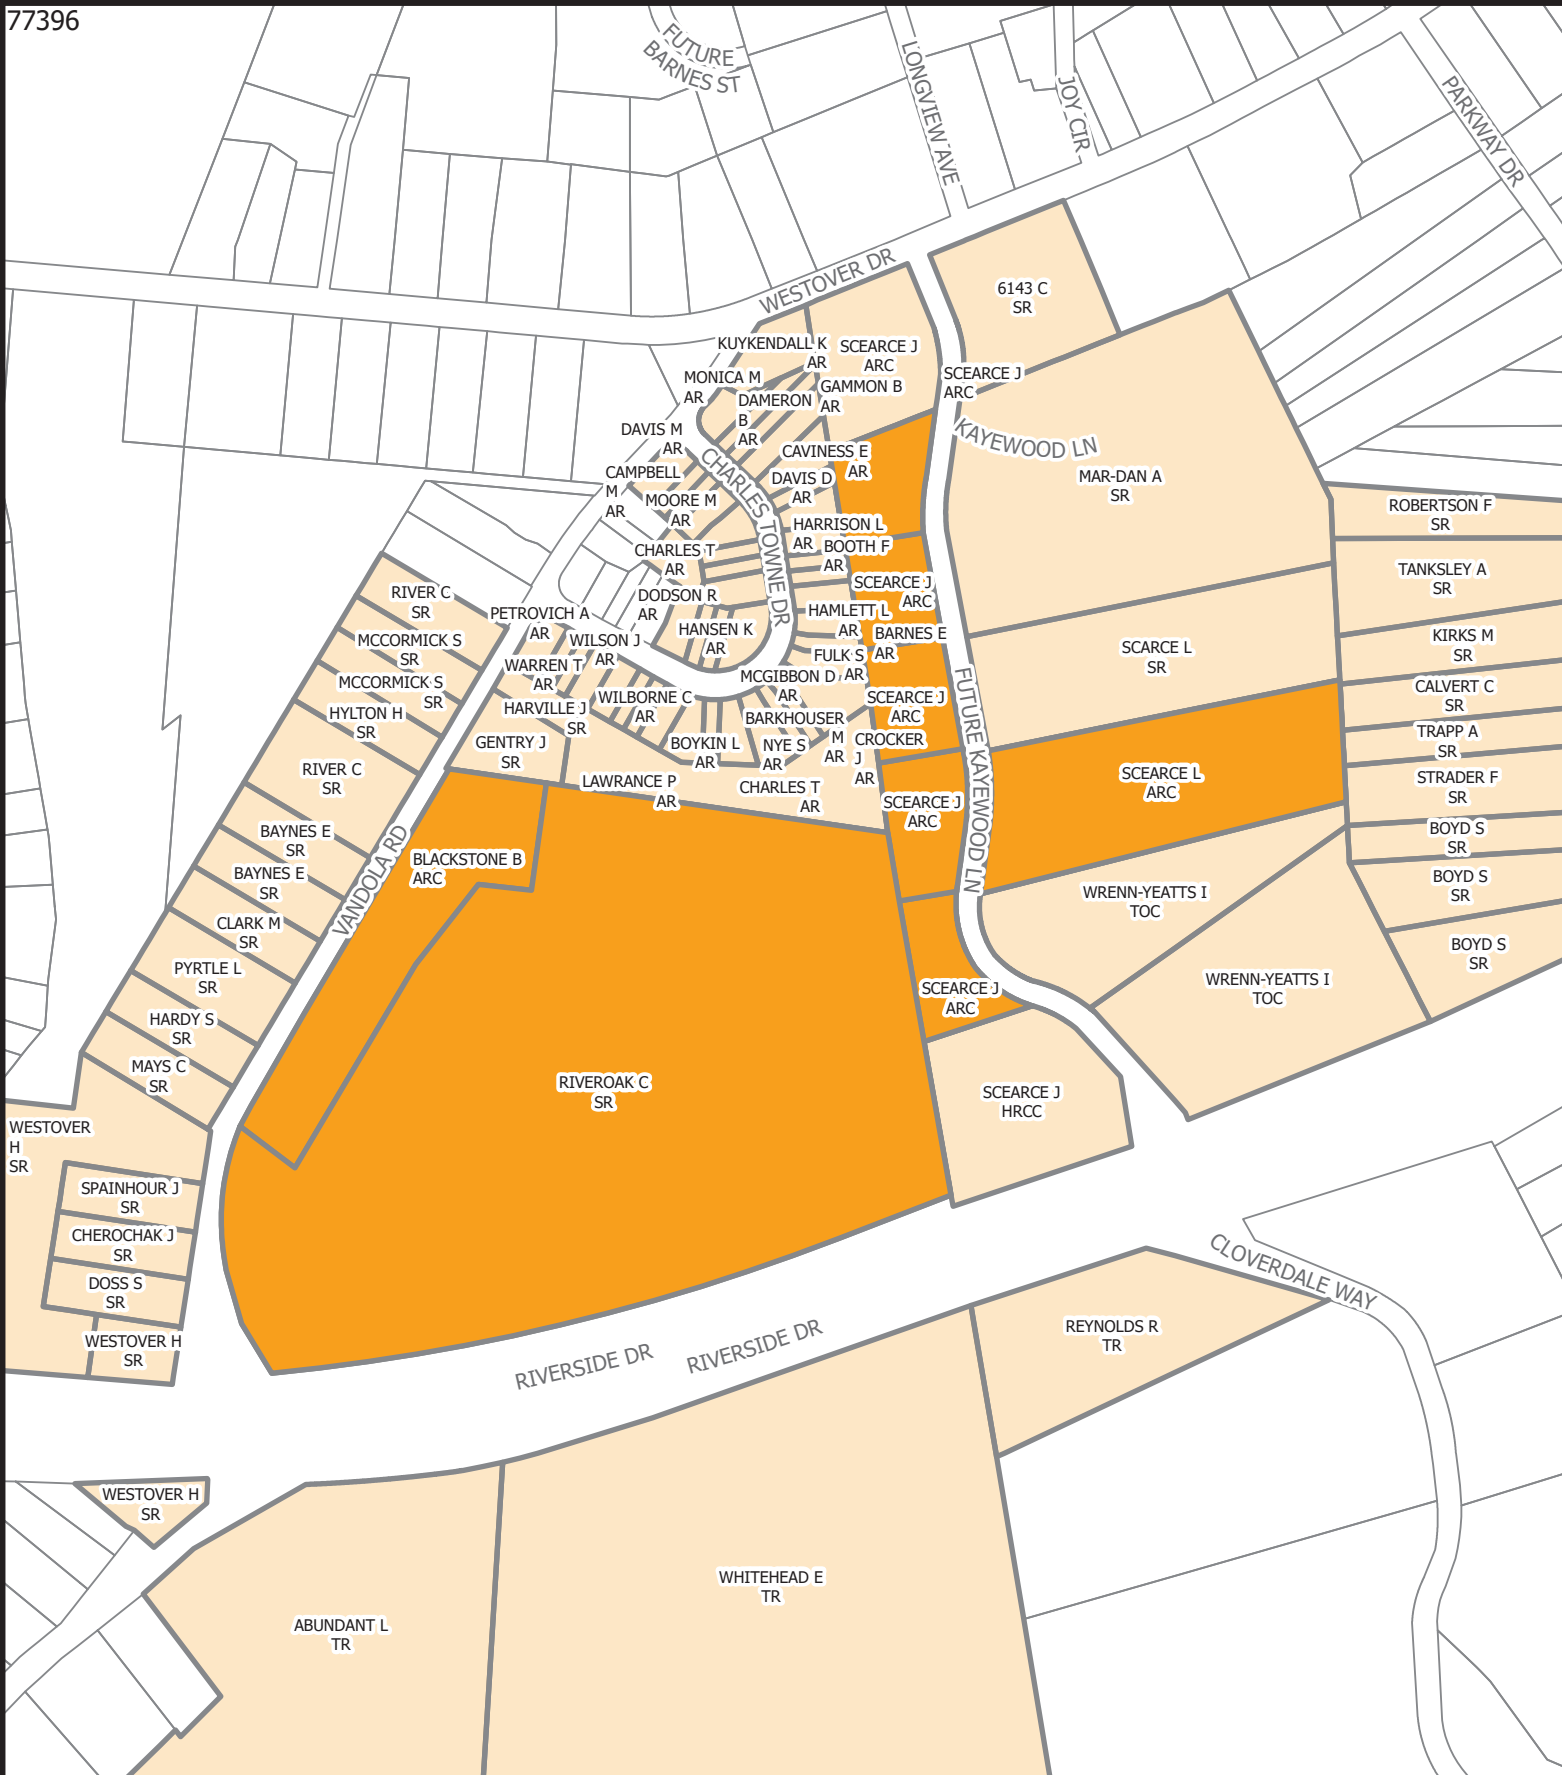 77396
FUTURE
BARNES ST
LONGVIEW AVE
JOY CIR
PARKWAY DR
WESTOVER DR
6143 C
SR
KUYKENDALL K
AR
SCEARCE J
ARC
SCEARCE J
ARC
MONICA M
AR
GAMMON B
AR
DAMERON
B
AR
DAVIS M
AR
KAYEWOOD LN
CAVINESS E
AR
CHARLES TOWNE DR
CAMPBELL
M
AR
DAVIS D
AR
MAR-DAN A
SR
MOORE M
AR
ROBERTSON F
SR
HARRISON L
AR
BOOTH F
AR
CHARLES T
AR
TANKSLEY A
SR
SCEARCE J
ARC
RIVER C
SR
DODSON R
AR
PETROVICH A
AR
HAMLETT L
AR
HANSEN K
AR
BARNES E
AR
KIRKS M
SR
MCCORMICK S
SR
WILSON J
AR
SCARCE L
SR
FULK S
AR
WARREN T
AR
MCGIBBON D
AR
MCCORMICK S
SR
CALVERT C
SR
WILBORNE C
AR
SCEARCE J
ARC
FUTURE KAYEWOOD LN
HYLTON H
SR
HARVILLE J
SR
BARKHOUSER
M
AR
TRAPP A
SR
GENTRY J
SR
BOYKIN L
AR
NYE S
AR
CROCKER
J
AR
RIVER C
SR
SCEARCE L
ARC
STRADER F
SR
LAWRANCE P
AR
CHARLES T
AR
SCEARCE J
ARC
BAYNES E
SR
BOYD S
SR
VANDOLA RD
BLACKSTONE B
ARC
BAYNES E
SR
BOYD S
SR
WRENN-YEATTS I
TOC
CLARK M
SR
BOYD S
SR
PYRTLE L
SR
WRENN-YEATTS I
TOC
SCEARCE J
ARC
HARDY S
SR
MAYS C
SR
RIVEROAK C
SR
SCEARCE J
HRCC
WESTOVER
H
SR
SPAINHOUR J
SR
CHEROCHAK J
SR
DOSS S
SR
CLOVERDALE WAY
WESTOVER H
SR
REYNOLDS R
TR
RIVERSIDE DR
RIVERSIDE DR
WESTOVER H
SR
WHITEHEAD E
TR
ABUNDANT L
TR